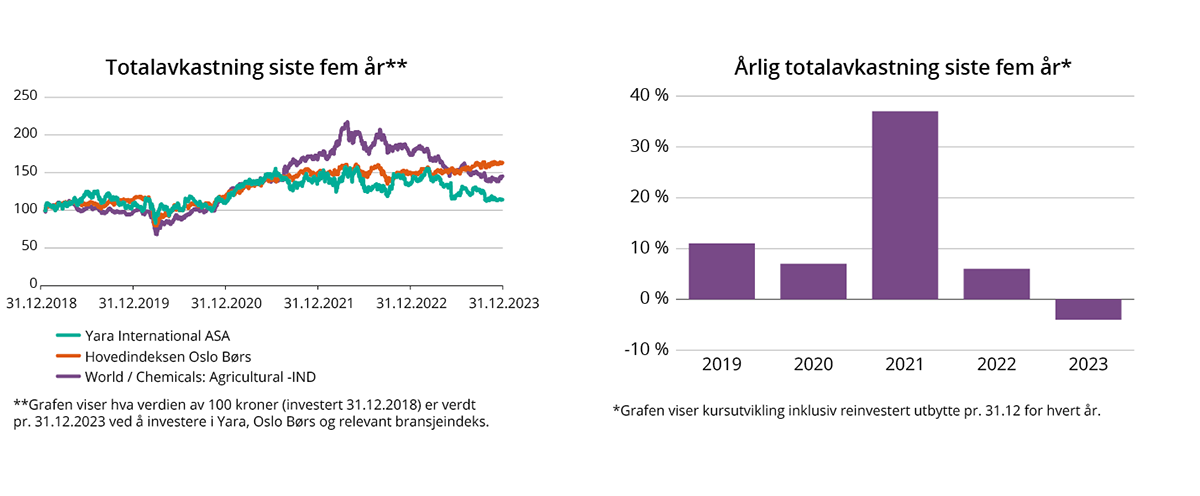 Totalavkastning siste fem år**
250
200
150
100
50
0
31.12.2018 31.12.2019 31.12.2020 31.12.2021 31.12.2022 31.12.2023
Yara International ASA
Hovedindeksen Oslo Børs
World / Chemicals: Agricultural -IND
**Grafen viser hva verdien av 100 kroner (investert 31.12.2018) er verdt
pr. 31.12.2023 ved å investere i Yara, Oslo Børs og relevant bransjeindeks.
Årlig totalavkastning siste fem år*
40 %
30 %
20 %
10 %
0 %
-10 %
2019 2020 2021 2022 2023
*Grafen viser kursutvikling inklusiv reinvestert utbytte pr. 31.12 for hvert år.